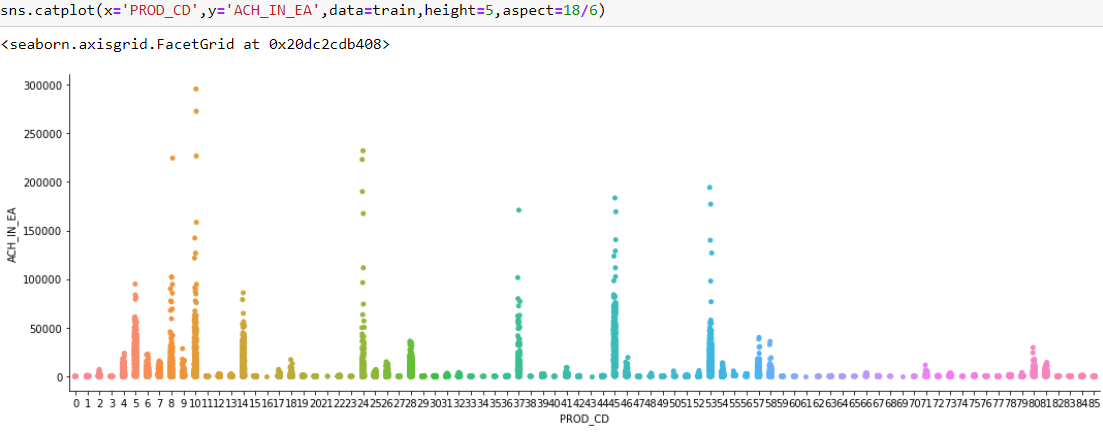 sns.catplot(x='PROD_CD',y='ACH_IN_EA',data=train,height=5,aspect=18/6)
<seaborn.axisgrid.FacetGrid at 0x20dc2cdb408>
300000
250000
200000
150000
100000
50000
0
ACH_IN_EA
0 1 2 3 4 5 6 7 8 9 10 11 12 13 14 15 16 17 18 19 20 21 22 23 24 25 26 27 28 29 30 31 32 33 34 35 36 37 38 39 40 41 42 43 44 45 46 47 48 49 50 51 52 53 54 55 56 57 58 59 60 61 62 63 64 65 66 67 68 69 70 71 72 73 74 75 76 77 78 79 80 81 82 83 84 85
PROD_CD